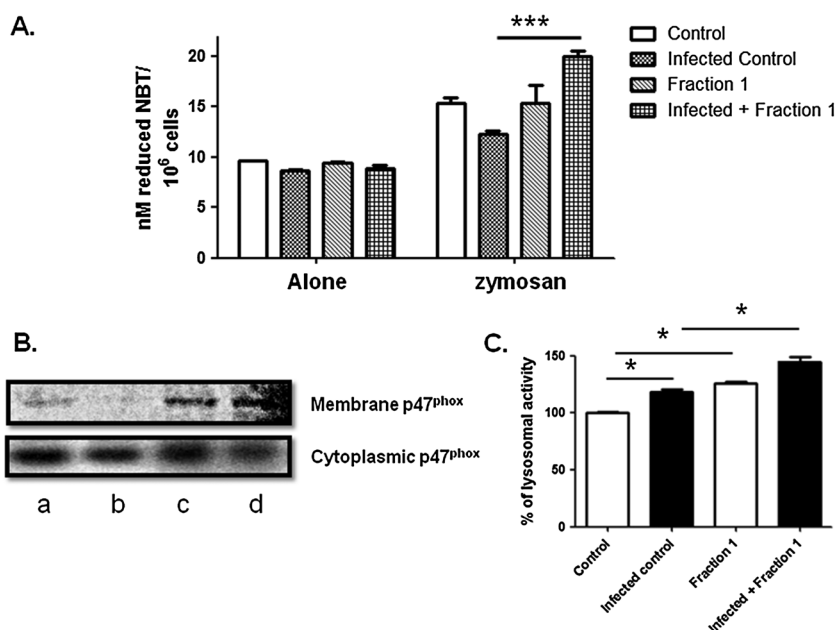 A.
***
Control
Infected Control
Fraction 1
Infected + Fraction 1
nM reduced NBT/
10⁶ cells
20
15
10
5
0
Alone
zymosan
B.
Membrane p47ᵖʰᵒˣ
Cytoplasmic p47ᵖʰᵒˣ
a b c d
C.
*
*
*
% of lysosomal activity
150
100
50
0
Control
Infected control
Fraction 1
Infected + Fraction 1